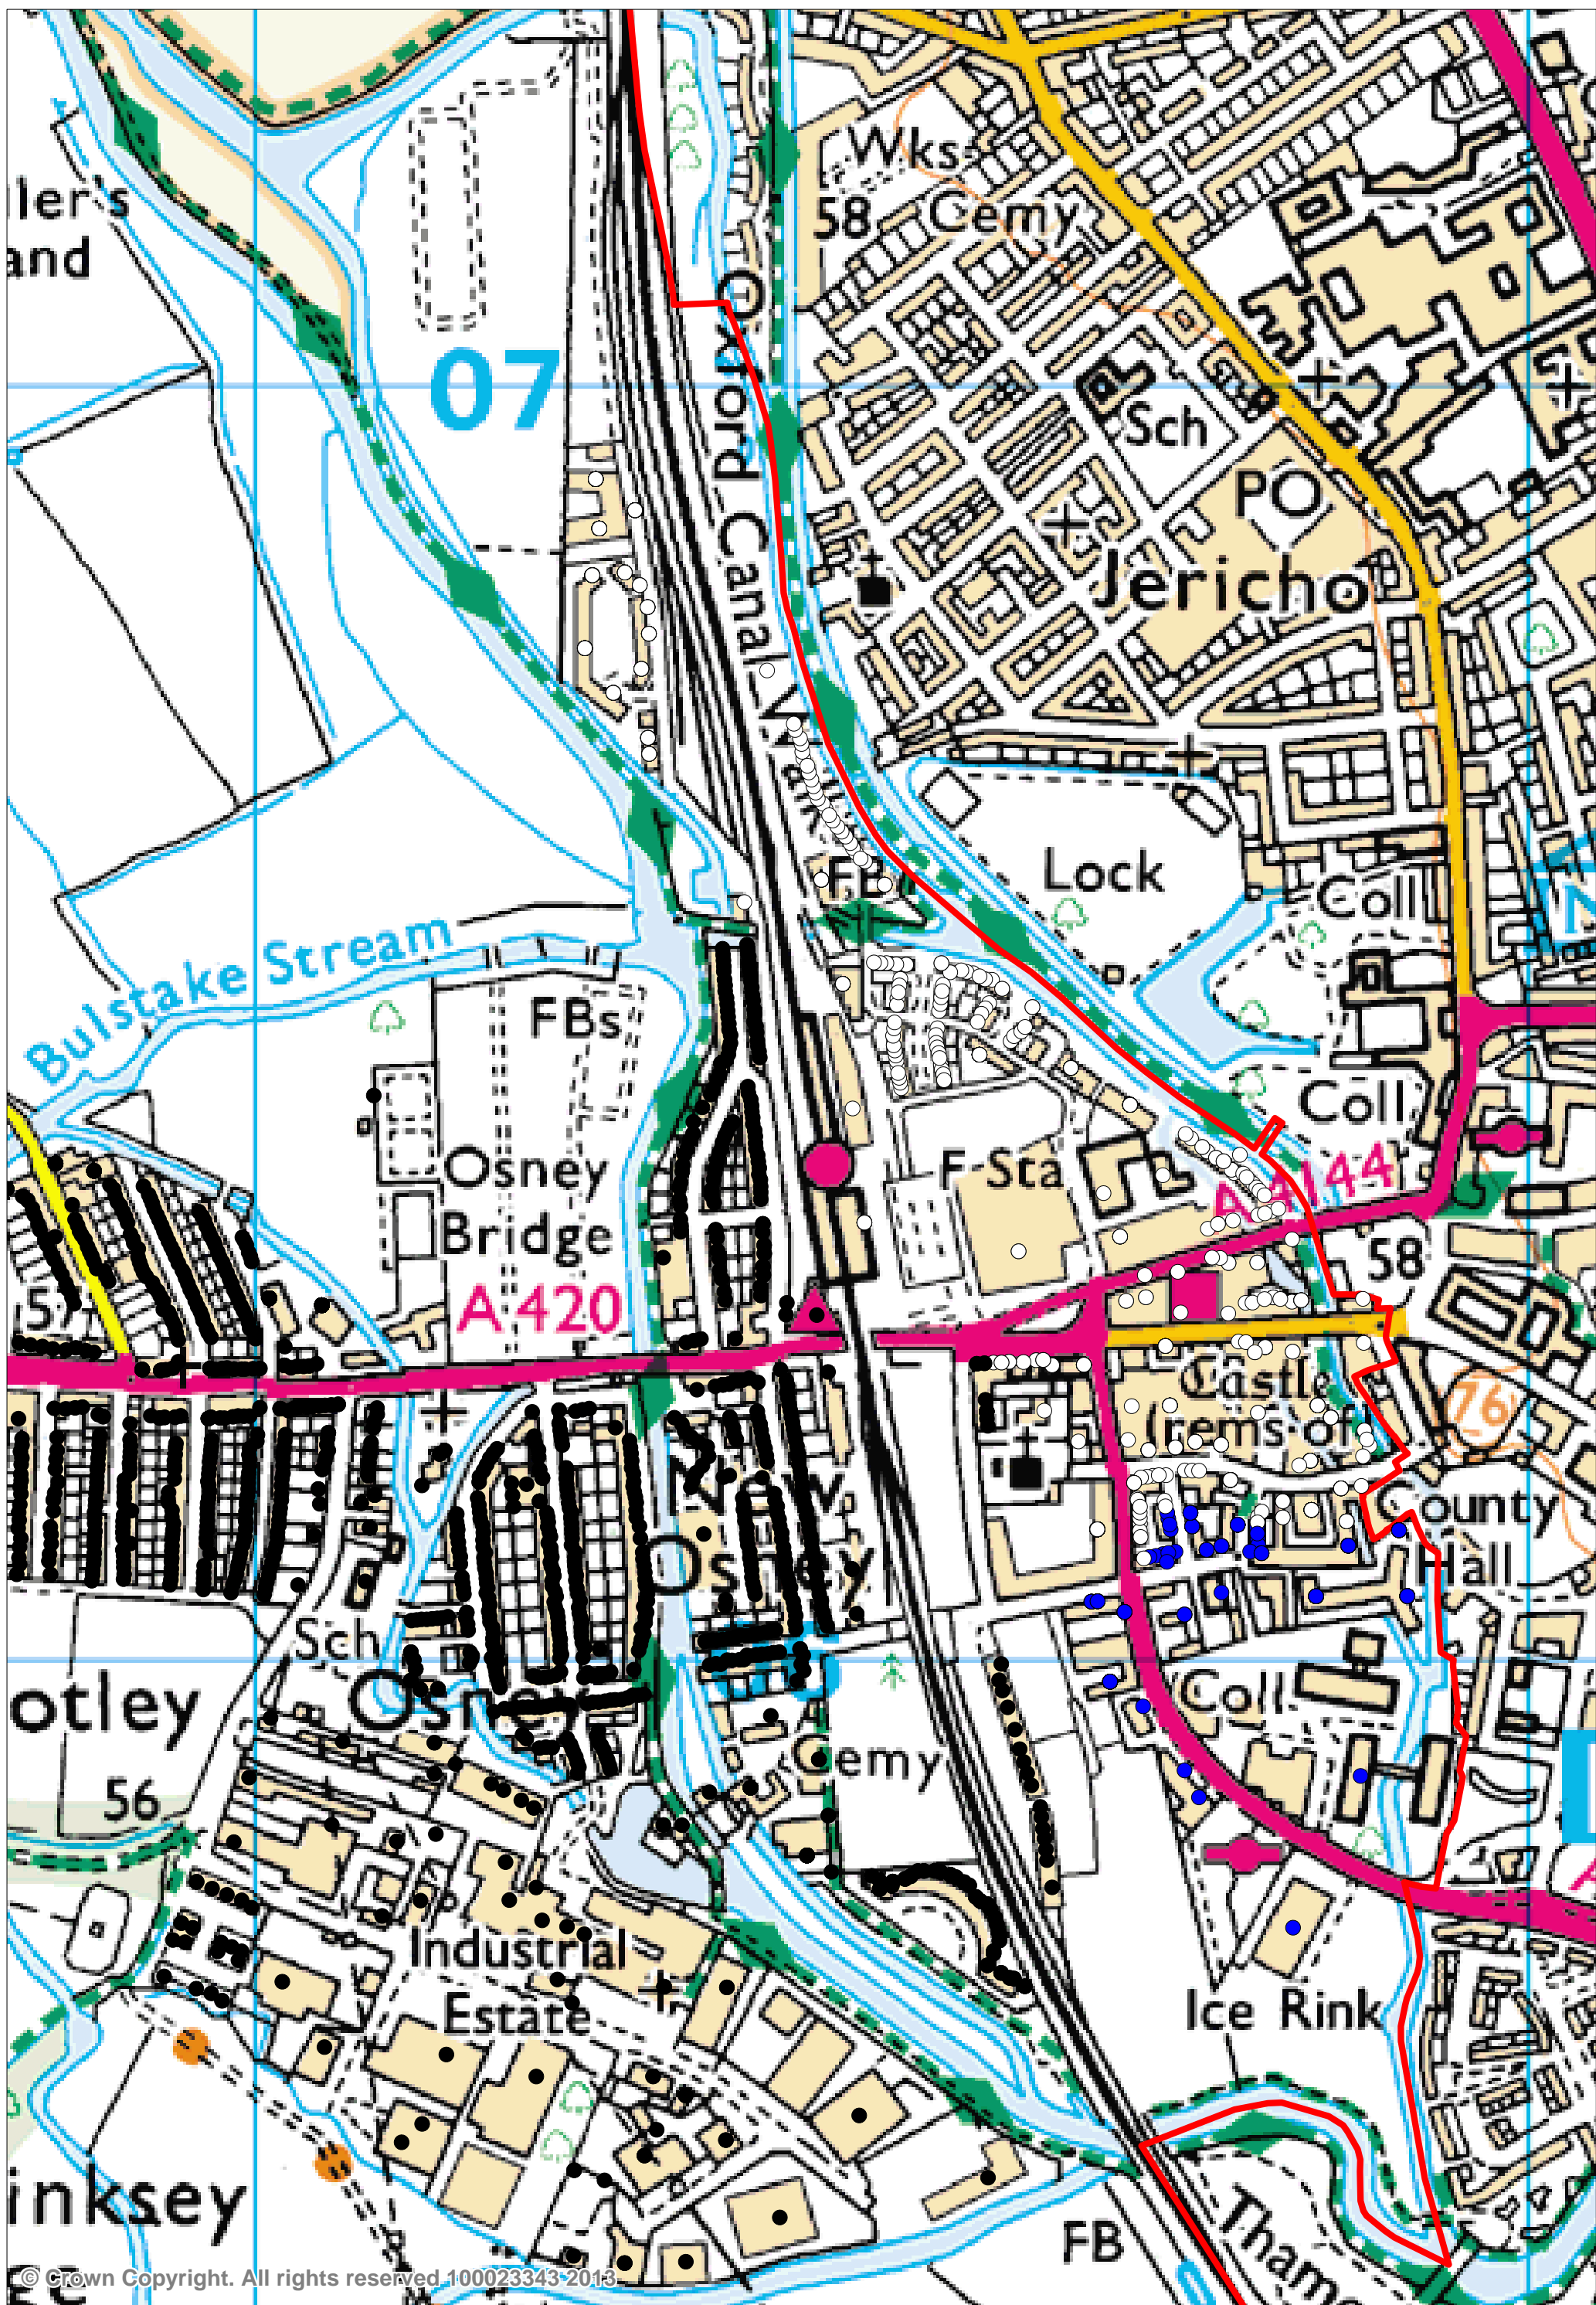 Wks
ller's
and
58
Cemy
07
Oxford Canal Walk
Sch
PO
Jericho
Lock
FB
Coll
Bulstake Stream
FBs
Coll
Osney
Bridge
F Sta
A 4144
58
A 420
57
Castle
(rems of)
76
New
Osney
County
Hall
Sch
Osney
otley
Coll
Cemy
56
Industrial
Estate
Ice Rink
inksey
FB
Thame
© Crown Copyright. All rights reserved 100023343 2013